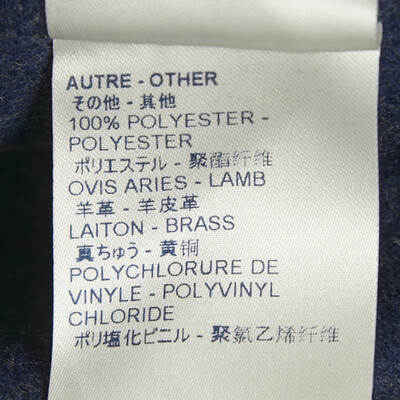 AUTRE - OTHER
その他 - 其他
100% POLYESTER -
POLYESTER
ポリエステル - 聚酯纤维
OVIS ARIES - LAMB
羊革 - 羊皮革
LAITON - BRASS
真ちゅう - 黄铜
POLYCHLORURE DE
VINYLE - POLYVINYL
CHLORIDE
ポリ塩化ビニル - 聚氯乙烯纤维